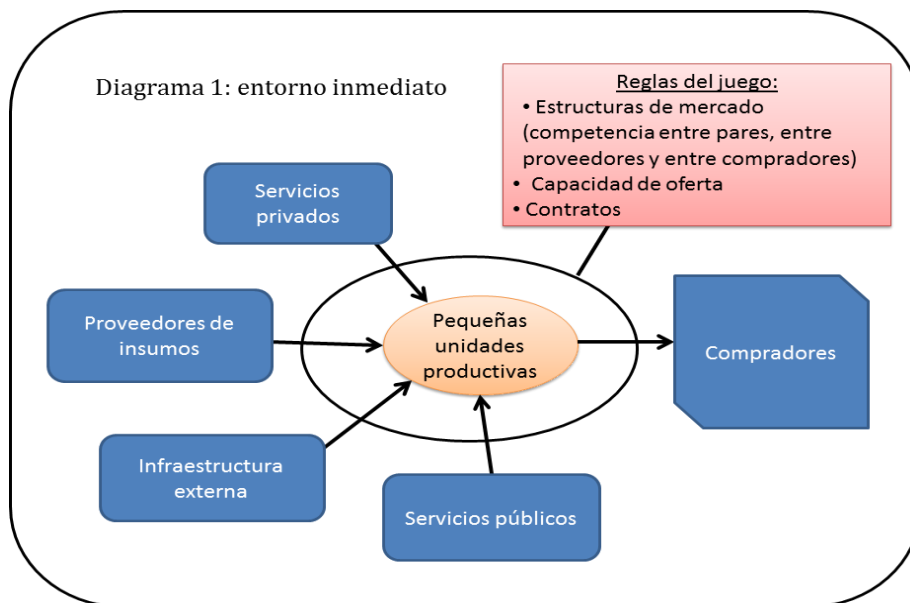 Diagrama 1: entorno inmediato
Reglas del juego:
• Estructuras de mercado
(competencia entre pares, entre
proveedores y entre compradores)
• Capacidad de oferta
• Contratos
Servicios
privados
Proveedores de
insumos
Pequeñas
unidades
productivas
Compradores
Infraestructura
externa
Servicios públicos